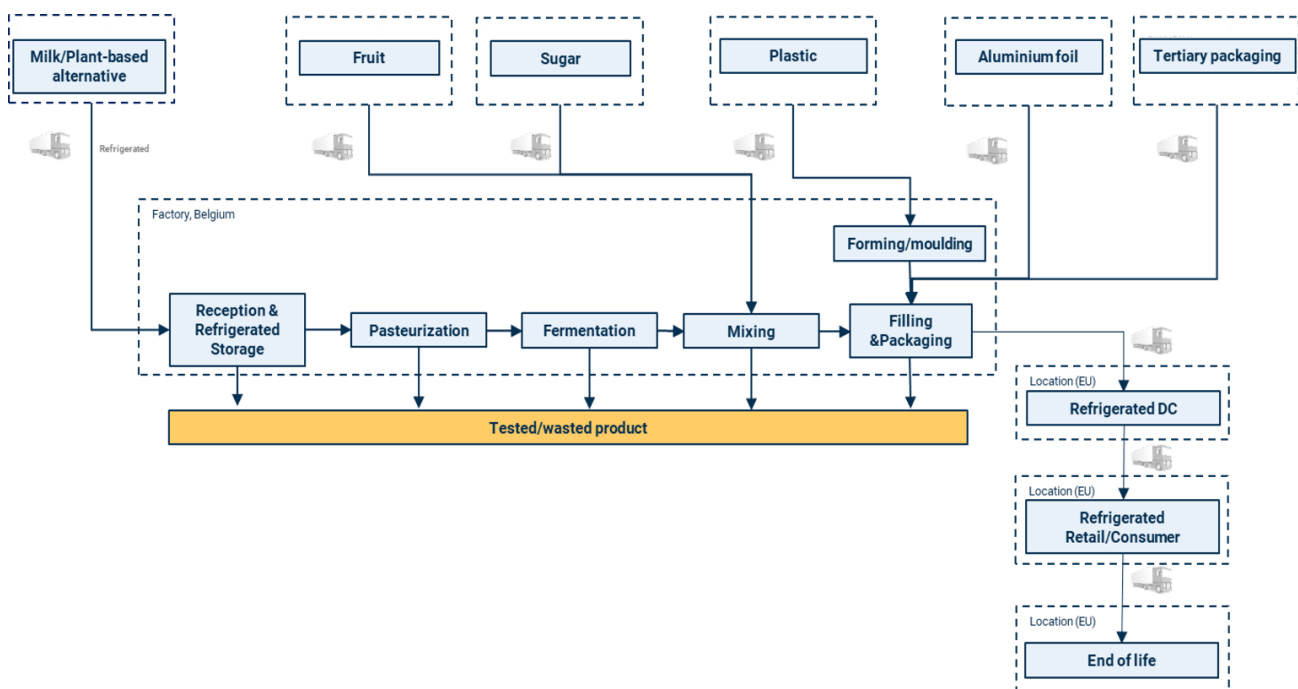 Milk/Plant-based
alternative
Fruit
Sugar
Plastic
Aluminium foil
Tertiary packaging
Refrigerated
Factory, Belgium
Forming/moulding
Reception &
Refrigerated
Storage
Pasteurization
Fermentation
Mixing
Filling
&Packaging
Location (EU)
Refrigerated DC
Tested/wasted product
Location (EU)
Refrigerated
Retail/Consumer
Location (EU)
End of life